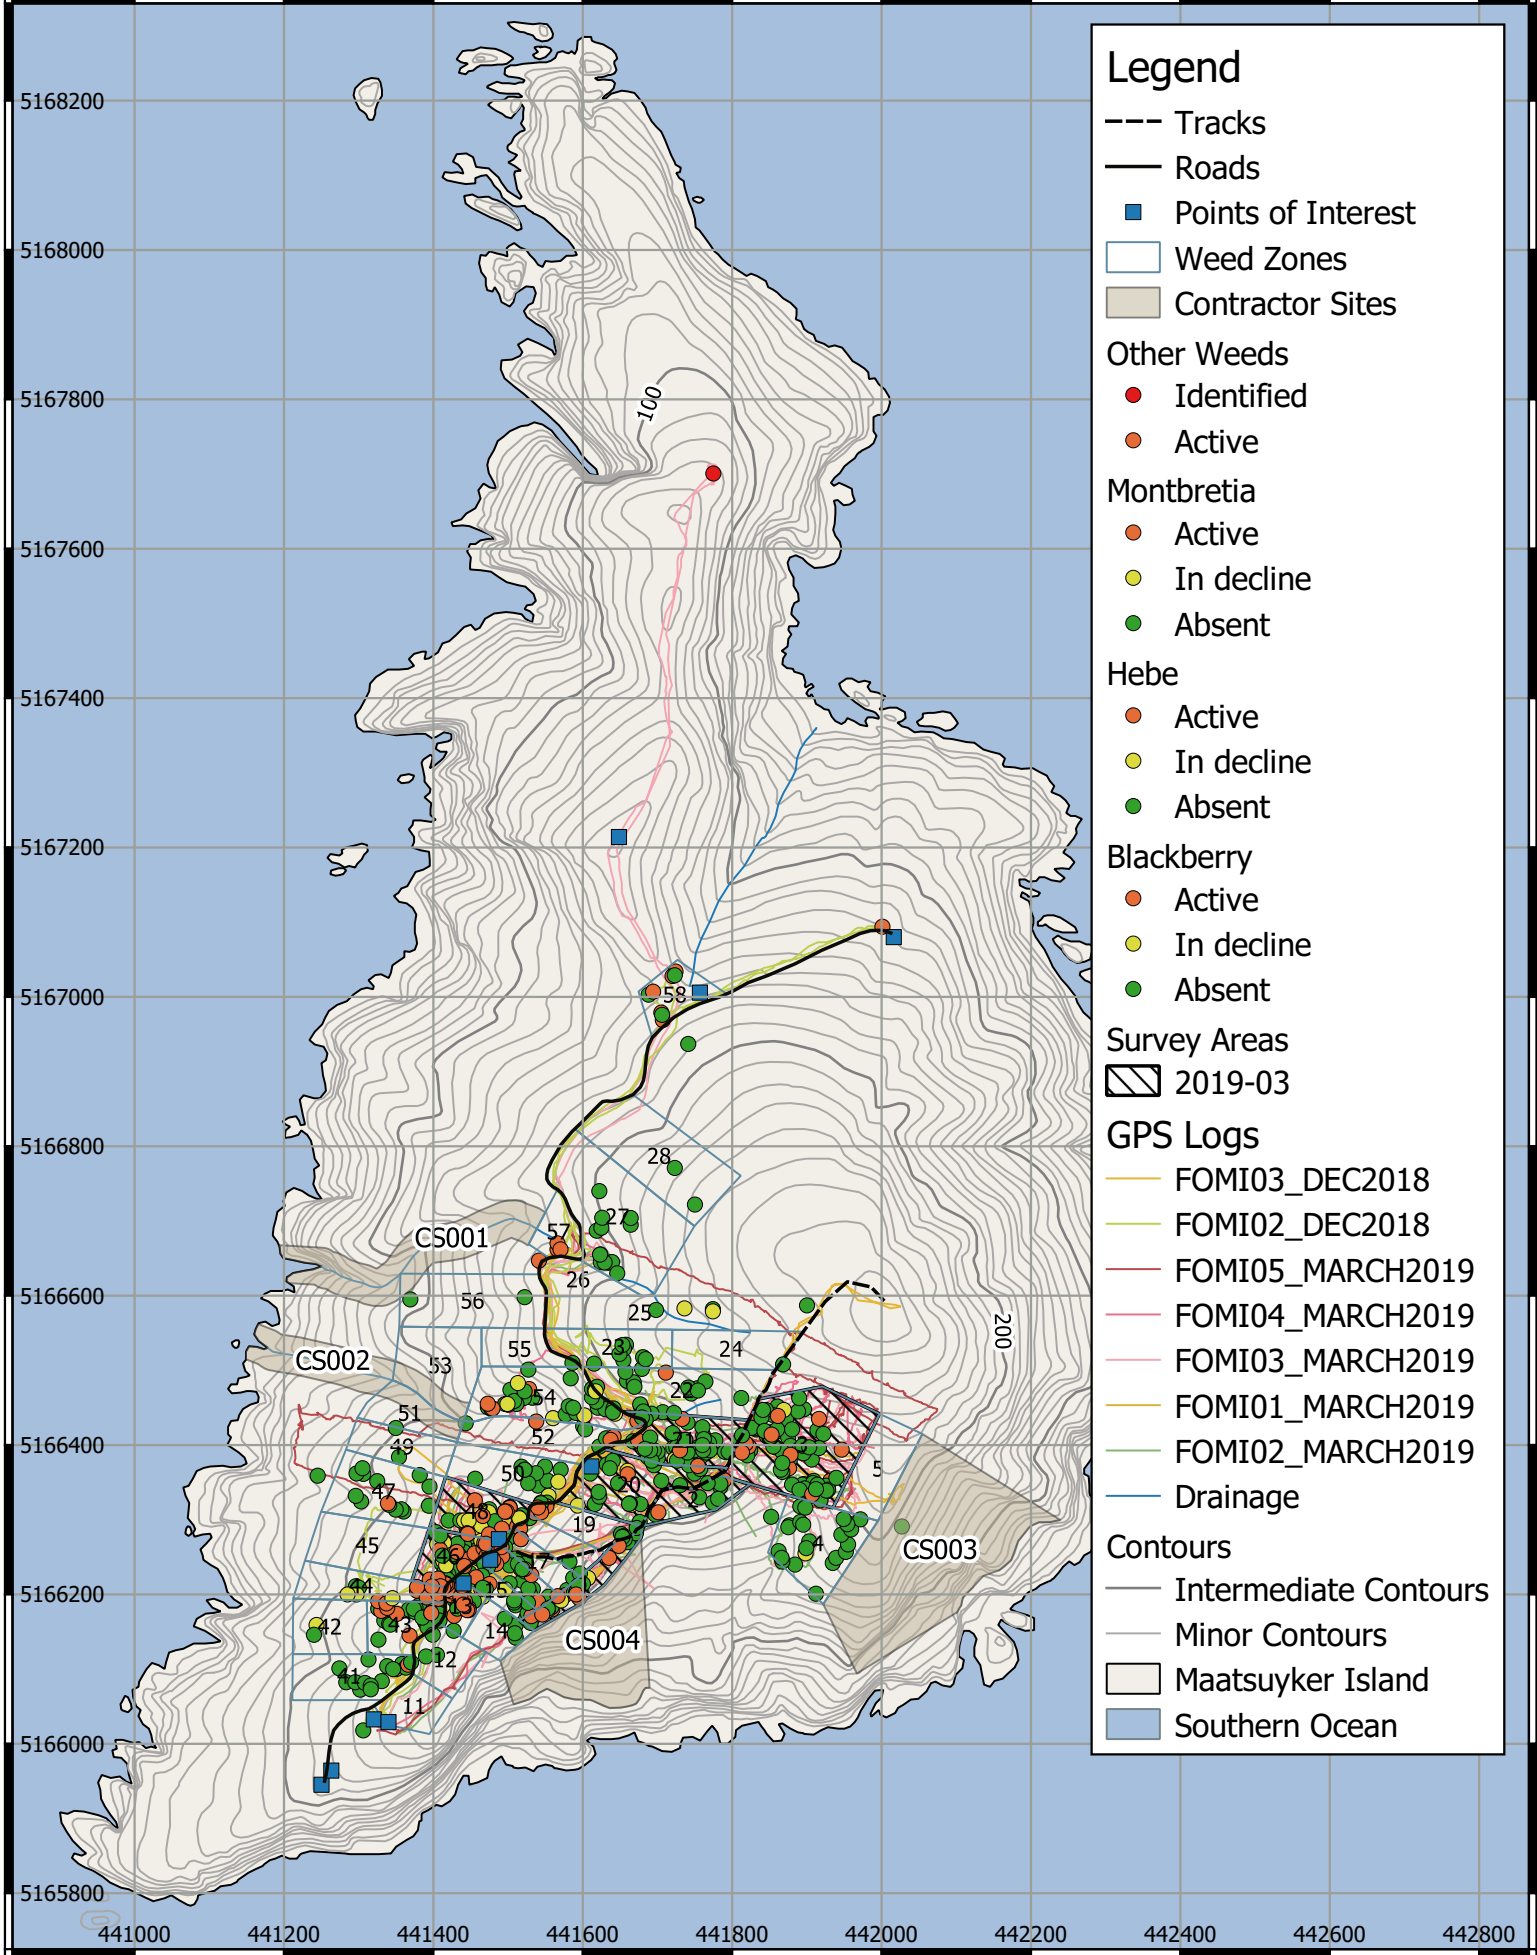 Legend
Tracks
Roads
Points of Interest
Weed Zones
Contractor Sites
Other Weeds
Identified
Active
Montbretia
Active
In decline
Absent
Hebe
Active
In decline
Absent
Blackberry
Active
In decline
Absent
Survey Areas
2019-03
GPS Logs
FOMI03_DEC2018
FOMI02_DEC2018
FOMI05_MARCH2019
FOMI04_MARCH2019
FOMI03_MARCH2019
FOMI01_MARCH2019
FOMI02_MARCH2019
Drainage
Contours
Intermediate Contours
Minor Contours
Maatsuyker Island
Southern Ocean
5168200
5168000
5167800
5167600
5167400
5167200
5167000
5166800
5166600
5166400
5166200
5166000
5165800
441000 441200 441400 441600 441800 442000 442200 442400 442600 442800
100
200
58
28
27
57
CS001
26
56
25
CS002
53
55
23
24
54
22
51
52
49
21
3
5
50
47
20
2
48
19
45
4
CS003
46
17
44
15
13
42
43
14
CS004
12
41
11